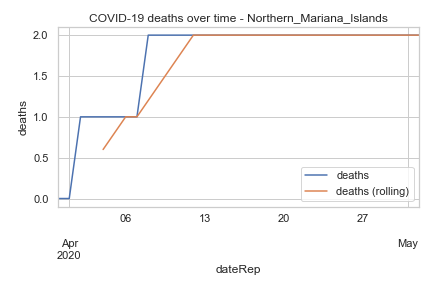 COVID-19 deaths over time - Northern_Mariana_Islands
deaths
2.0
1.5
1.0
0.5
0.0
deaths
deaths (rolling)
06 13 20 27
Apr May
2020
dateRep